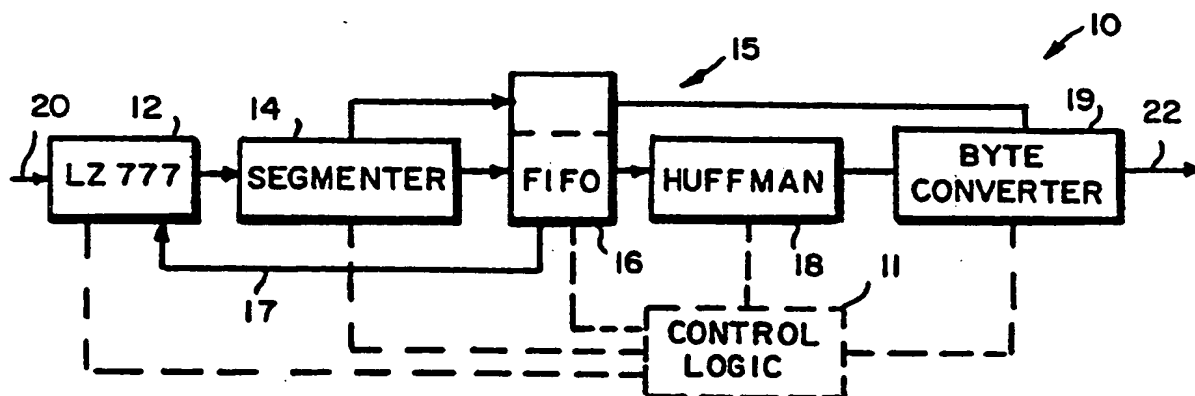 10
15
20
12
14
19
22
LZ 777
SEGMENTER
FIFO
HUFFMAN
BYTE
CONVERTER
17
16
18
11
CONTROL
LOGIC